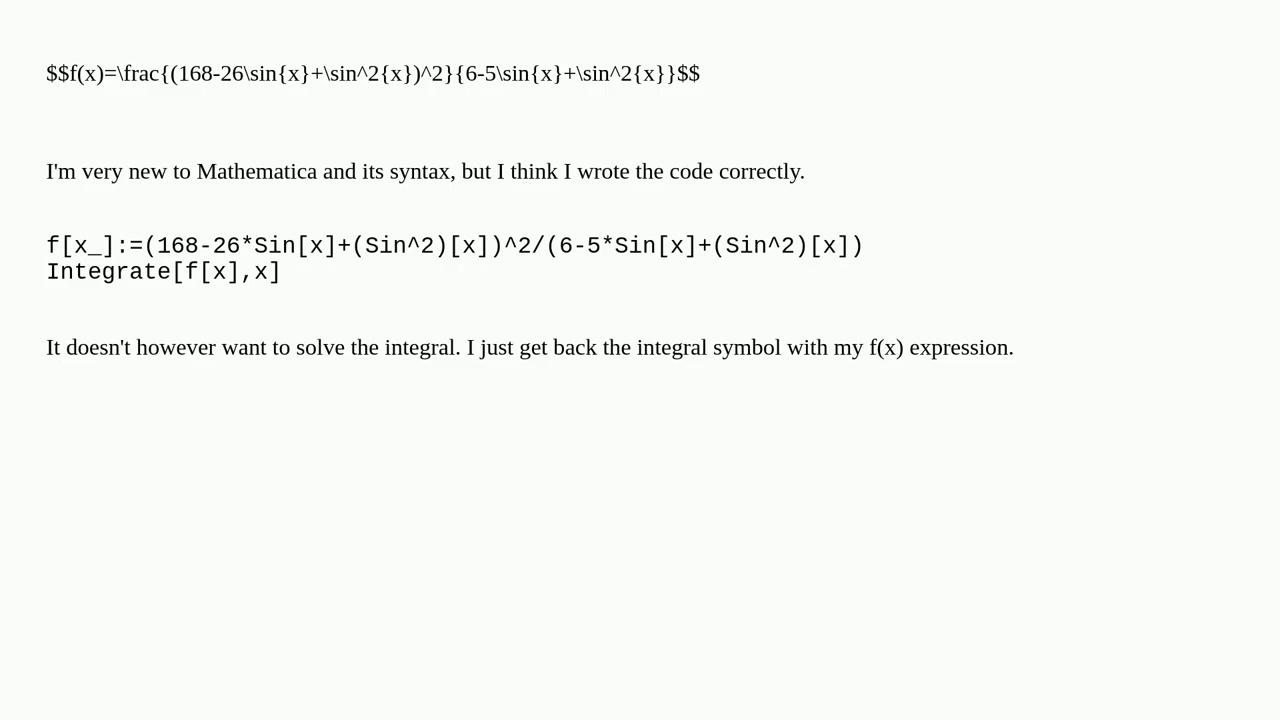 $$f(x)=\frac{(168-26\sin{x}+\sin^2{x})^2}{6-5\sin{x}+\sin^2{x}}$$
I'm very new to Mathematica and its syntax, but I think I wrote the code correctly.
f[x_]:=(168-26*Sin[x]+(Sin^2)[x])^2/(6-5*Sin[x]+(Sin^2)[x])
Integrate[f[x],x]
It doesn't however want to solve the integral. I just get back the integral symbol with my f(x) expression.